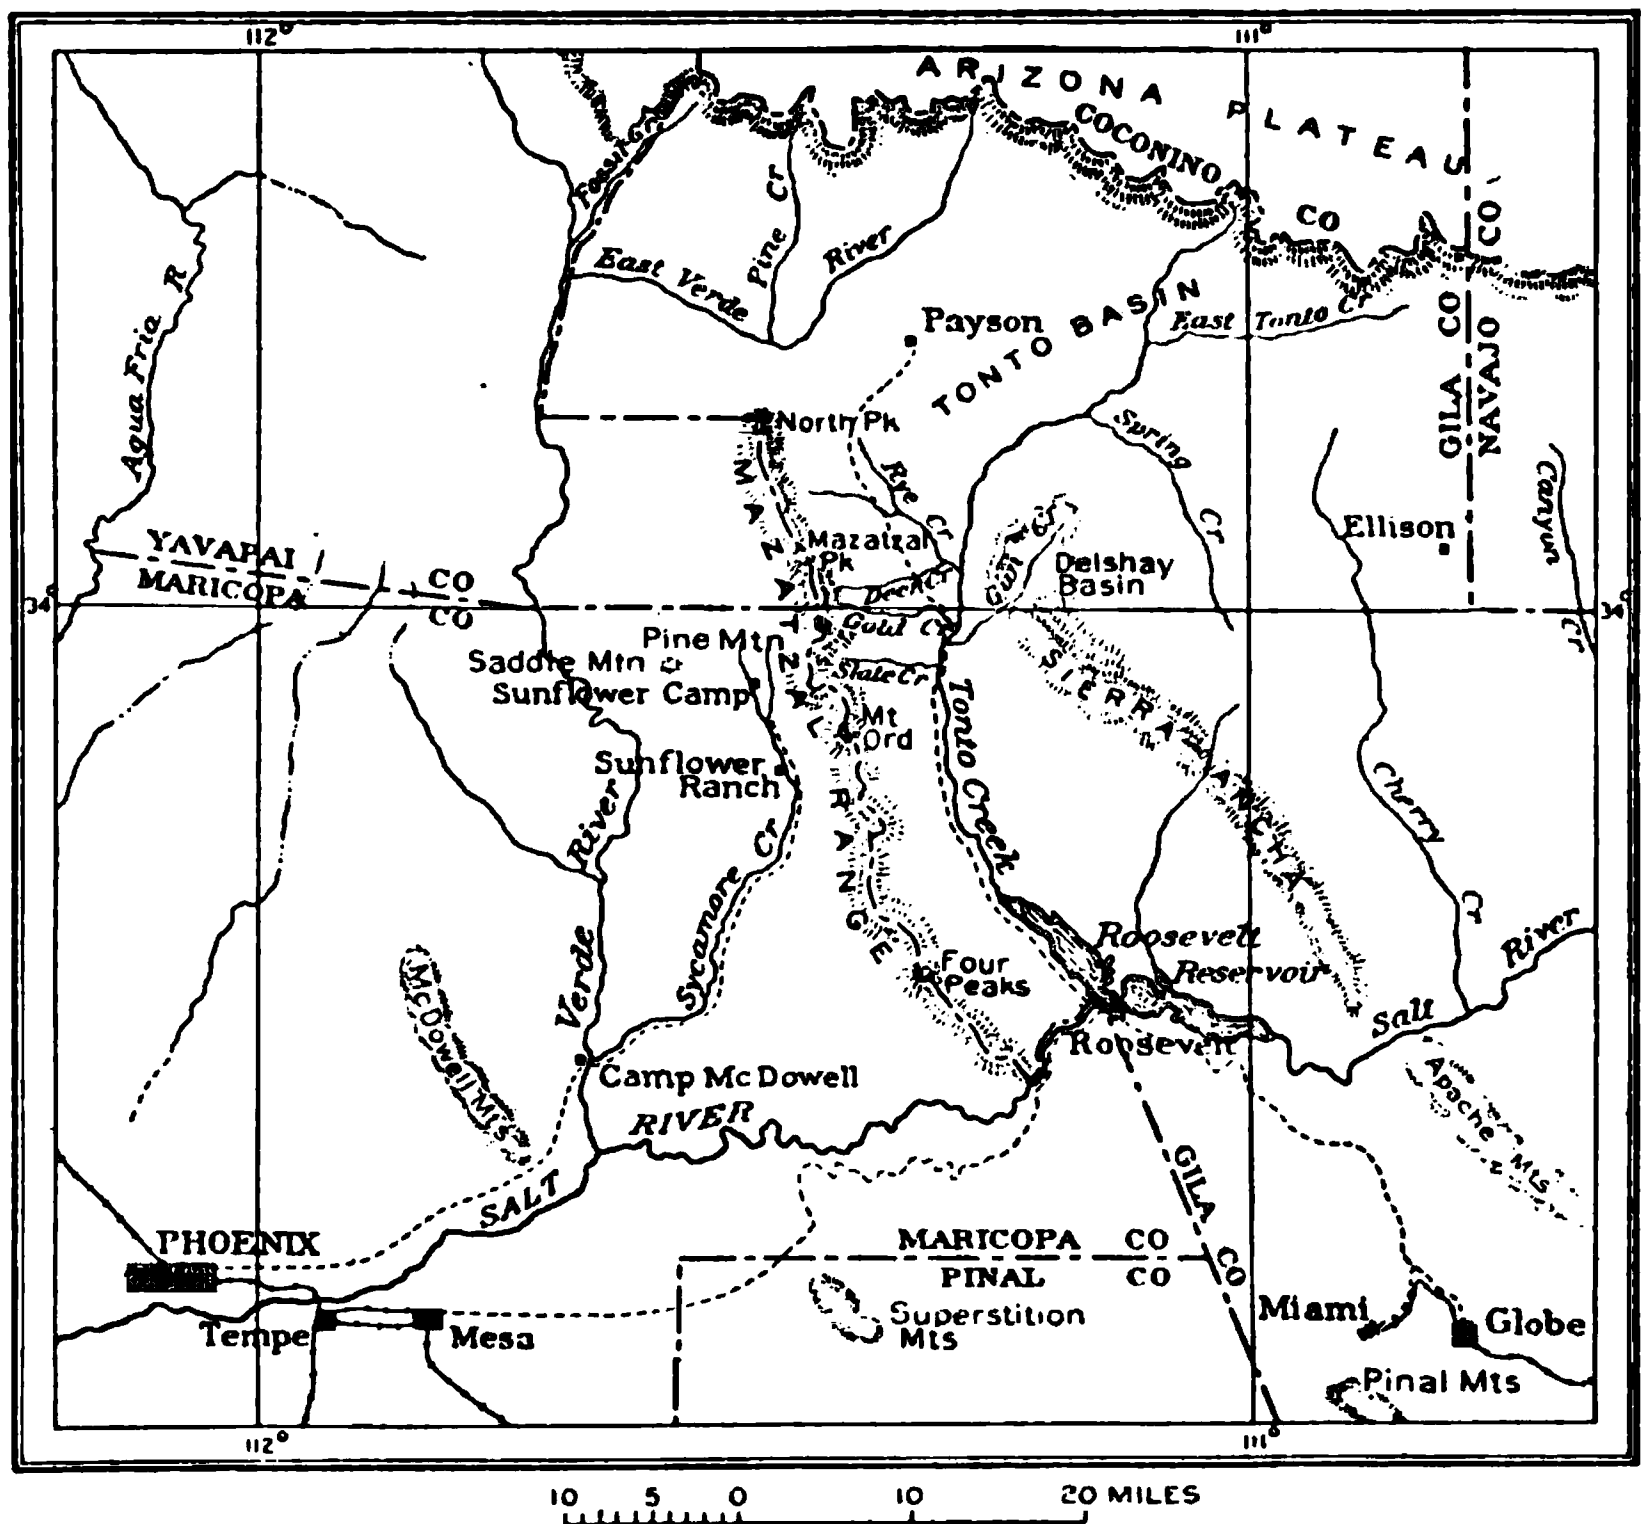 112°
111°
ARIZONA PLATEAU
COCONINO CO
Fossil Cr
Pine Cr
East Verde River
Agua Fria R
Payson
TONTO BASIN
East Tonto Cr
GILA CO
NAVAJO CO
North Pk
Spring Cr
Rye Cr
Canyon Cr
Ellison
YAVAPAI CO
MARICOPA CO
Mazatzal
Pk
MAZATZAL RANGE
Gun Cr
Delshay
Basin
34°
34°
Deer Cr
Gold Cr
Pine Mtn
Saddle Mtn
Sunflower Camp
Slate Cr
SIERRA ANCHA
Mt
Ord
Tonto Creek
Sunflower
Ranch
Cherry Cr
Verde River
Sycamore Cr
Four
Peaks
Roosevelt
Reservoir
Salt River
McDowell Mts
Roosevelt
Camp McDowell
Apache Mts
SALT RIVER
GILA CO
PHOENIX
MARICOPA CO
PINAL CO
Superstition
Mts
Tempe
Mesa
Miami
Globe
Pinal Mts
112°
111°
10 5 0 10 20 MILES